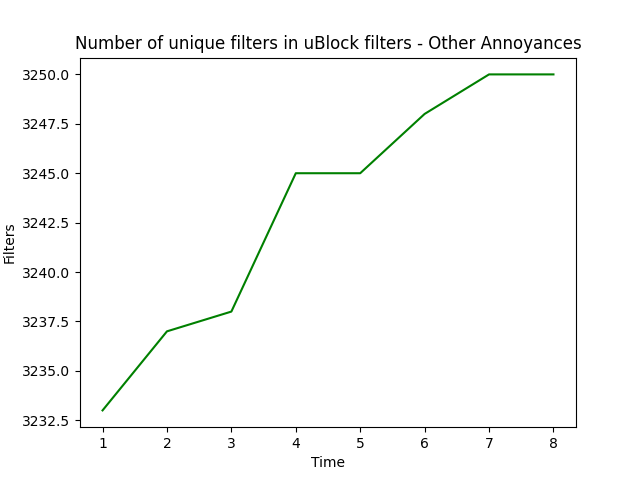 Number of unique filters in uBlock filters - Other Annoyances
3250.0
3247.5
3245.0
3242.5
3240.0
3237.5
3235.0
3232.5
Filters
1 2 3 4 5 6 7 8
Time